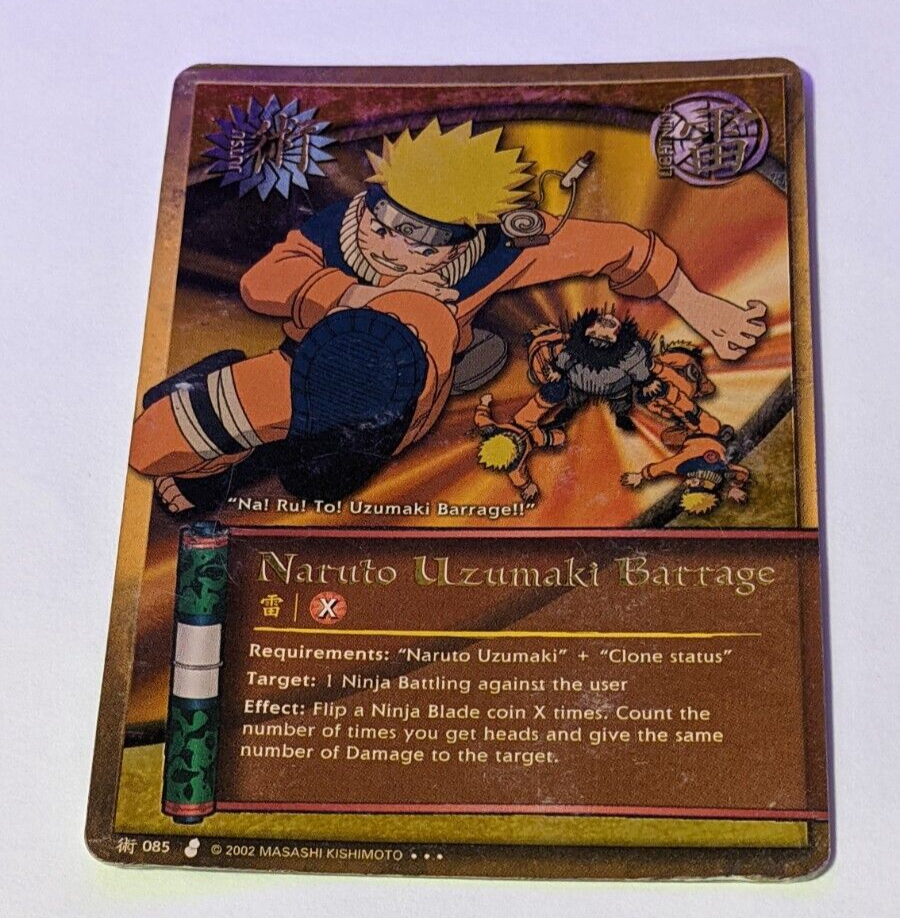 JUTSU 術
LIGHTNING 雷
"Na! Ru! To! Uzumaki Barrage!!"
Naruto Uzumaki Barrage
雷 | X
Requirements: "Naruto Uzumaki" + "Clone status"
Target: 1 Ninja Battling against the user
Effect: Flip a Ninja Blade coin X times. Count the
number of times you get heads and give the same
number of Damage to the target.
術 085 © 2002 MASASHI KISHIMOTO • • •